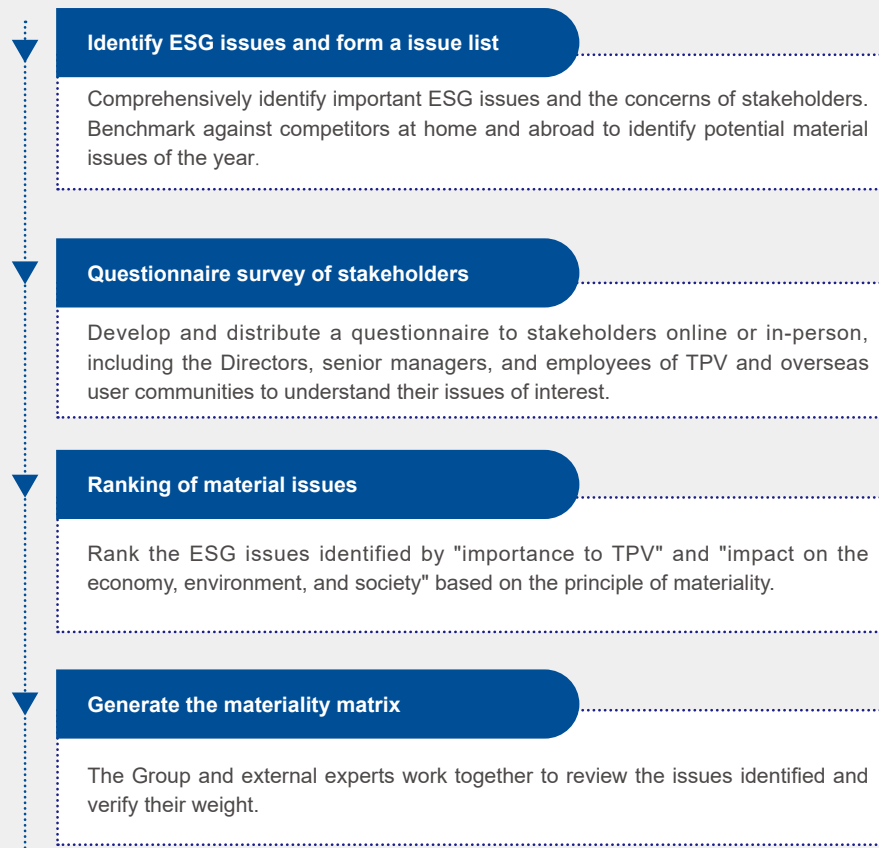 Identify ESG issues and form a issue list
Comprehensively identify important ESG issues and the concerns of stakeholders.
Benchmark against competitors at home and abroad to identify potential material
issues of the year.
Questionnaire survey of stakeholders
Develop and distribute a questionnaire to stakeholders online or in-person,
including the Directors, senior managers, and employees of TPV and overseas
user communities to understand their issues of interest.
Ranking of material issues
Rank the ESG issues identified by "importance to TPV" and "impact on the
economy, environment, and society" based on the principle of materiality.
Generate the materiality matrix
The Group and external experts work together to review the issues identified and
verify their weight.